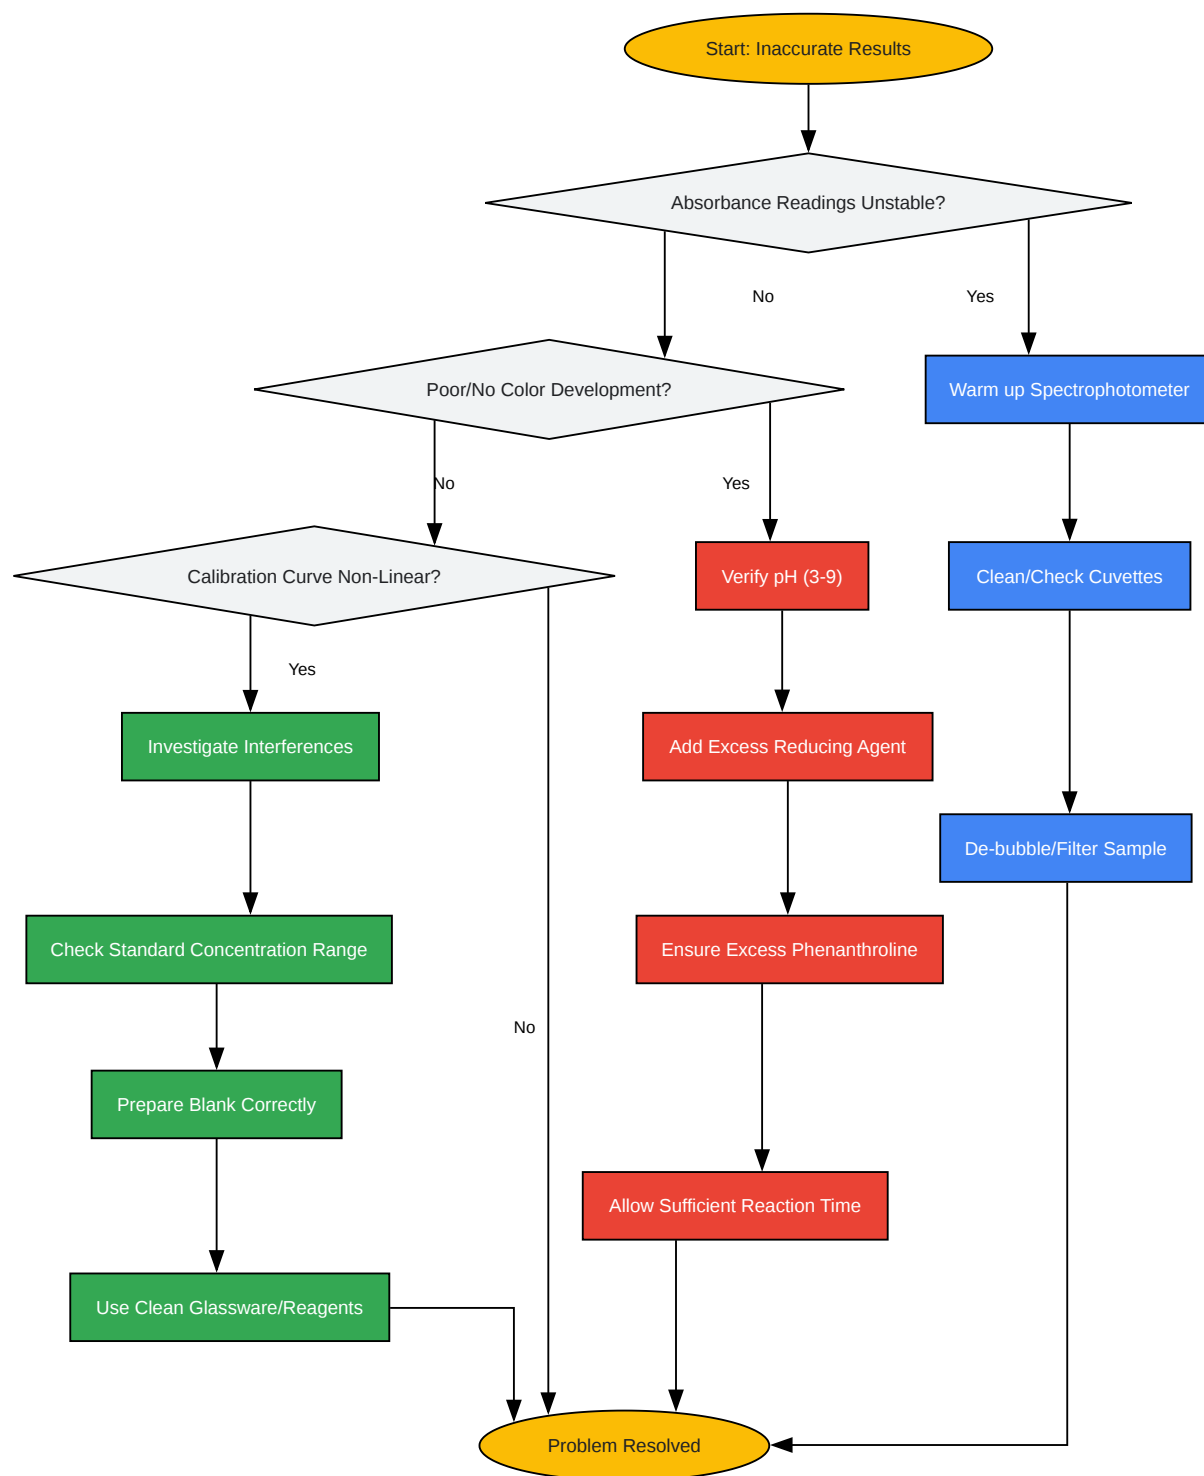 Start: Inaccurate Results
Absorbance Readings Unstable?
No
Yes
Poor/No Color Development?
Warm up Spectrophotometer
No
Yes
Calibration Curve Non-Linear?
Verify pH (3-9)
Clean/Check Cuvettes
Yes
Investigate Interferences
Add Excess Reducing Agent
De-bubble/Filter Sample
Check Standard Concentration Range
Ensure Excess Phenanthroline
No
Prepare Blank Correctly
Allow Sufficient Reaction Time
Use Clean Glassware/Reagents
Problem Resolved